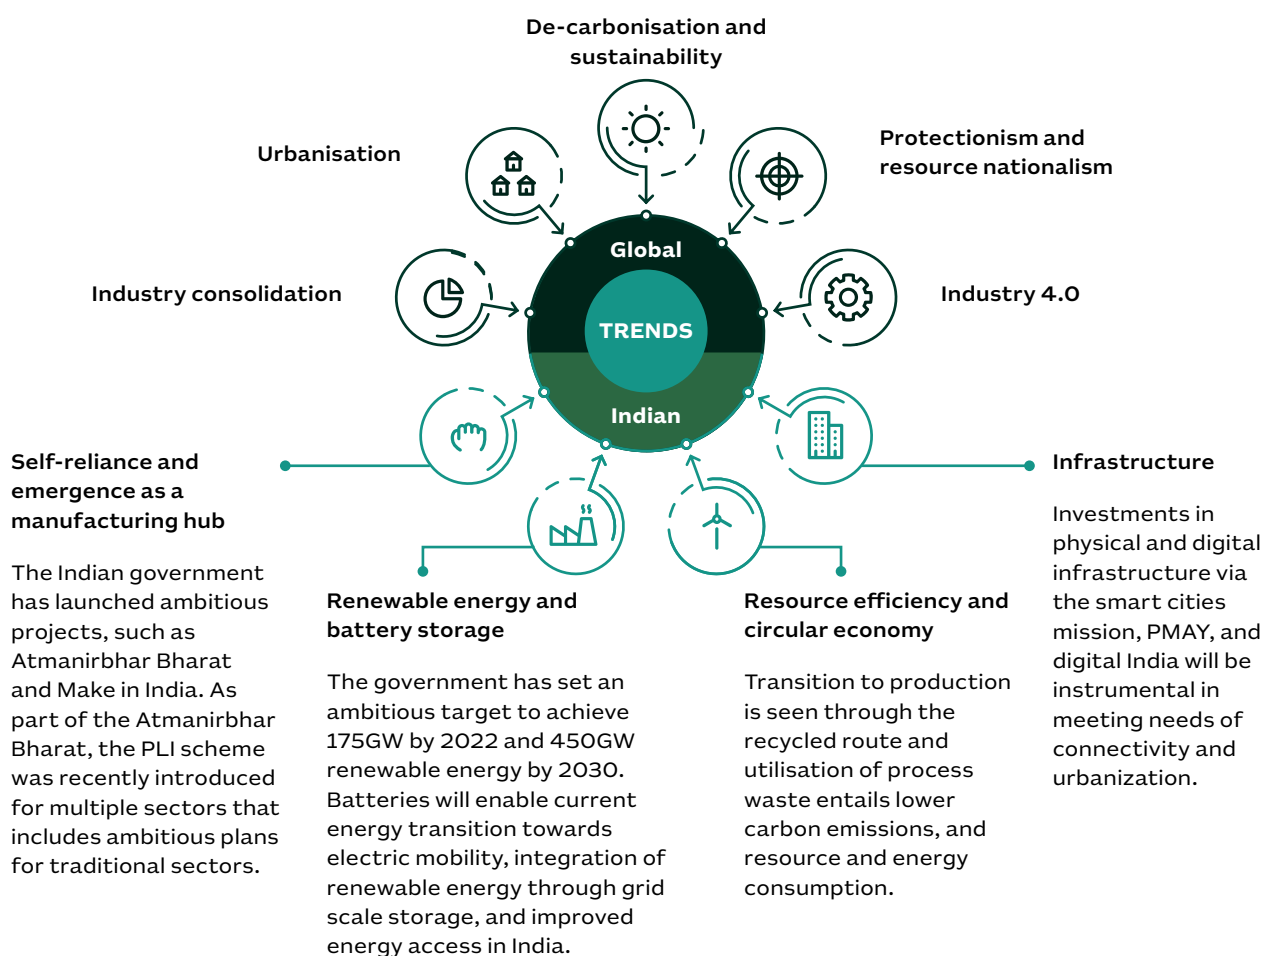 De-carbonisation and
sustainability
Urbanisation
Protectionism and
resource nationalism
Global
Industry consolidation
Industry 4.0
TRENDS
Indian
Self-reliance and
emergence as a
manufacturing hub
The Indian government
has launched ambitious
projects, such as
Atmanirbhar Bharat
and Make in India. As
part of the Atmanirbhar
Bharat, the PLI scheme
was recently introduced
for multiple sectors that
includes ambitious plans
for traditional sectors.
Renewable energy and
battery storage
The government has set an
ambitious target to achieve
175GW by 2022 and 450GW
renewable energy by 2030.
Batteries will enable current
energy transition towards
electric mobility, integration of
renewable energy through grid
scale storage, and improved
energy access in India.
Resource efficiency and
circular economy
Transition to production
is seen through the
recycled route and
utilisation of process
waste entails lower
carbon emissions, and
resource and energy
consumption.
Infrastructure
Investments in
physical and digital
infrastructure via
the smart cities
mission, PMAY, and
digital India will be
instrumental in
meeting needs of
connectivity and
urbanization.